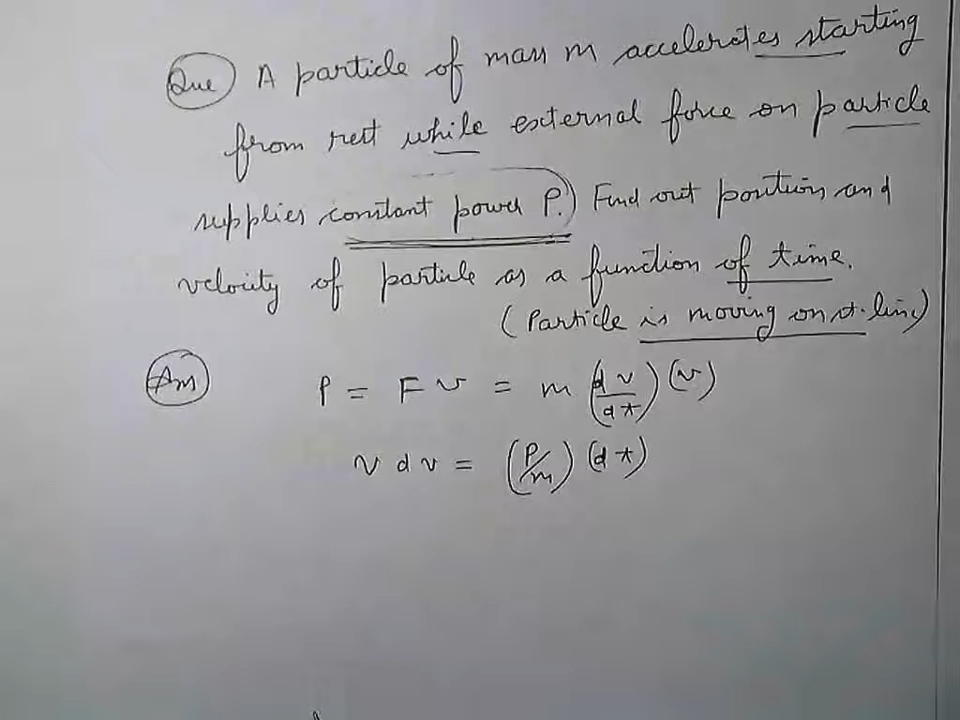 Que A particle of mass m accelerates starting
from rest while external force on particle
supplies constant power P. Find out position and
velocity of particle as a function of time.
(Particle is moving on st. line)
Ans P = F v = m (dv/dt) (v)
v dv = (P/m) (dt)